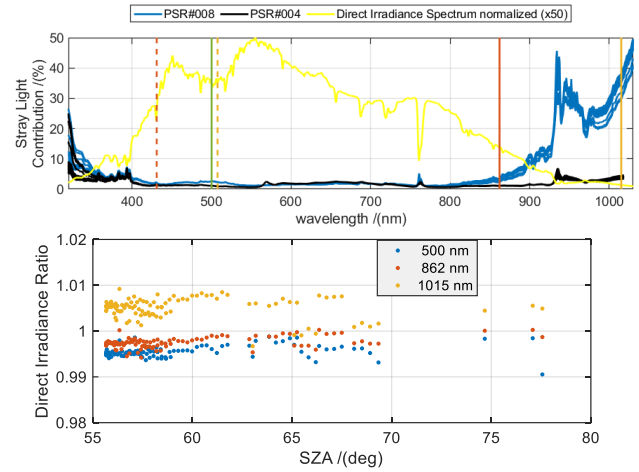 PSR#008 PSR#004 Direct Irradiance Spectrum normalized (x50)
50
40
30
20
10
0
Stray Light
Contribution /(%)
400 500 600 700 800 900 1000
wavelength /(nm)
1.02
1.01
1
0.99
0.98
Direct Irradiance Ratio
500 nm
862 nm
1015 nm
55 60 65 70 75 80
SZA /(deg)